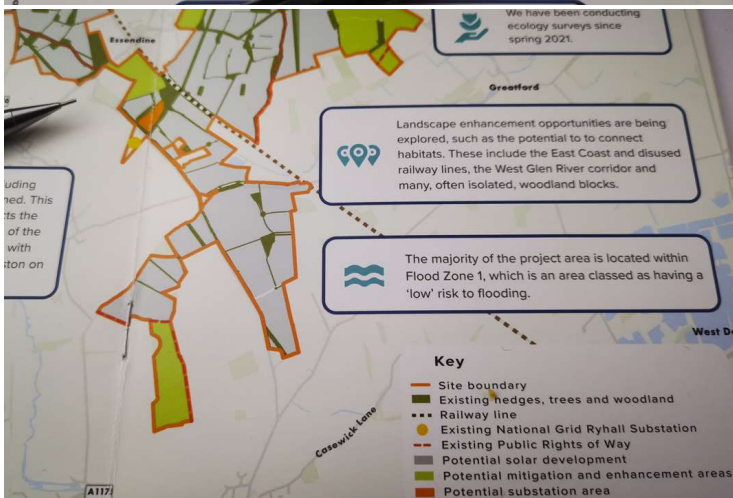 We have been conducting
ecology surveys since
spring 2021.
Essendine
Greatford
Landscape enhancement opportunities are being
explored, such as the potential to to connect
habitats. These include the East Coast and disused
railway lines, the West Glen River corridor and
many, often isolated, woodland blocks.
uding
ned. This
cts the
of the
with
ston on
The majority of the project area is located within
Flood Zone 1, which is an area classed as having a
'low' risk to flooding.
West De
Key
Site boundary
Existing hedges, trees and woodland
Railway line
Existing National Grid Ryhall Substation
Existing Public Rights of Way
Potential solar development
Potential mitigation and enhancement areas
Potential substation area
Casewick Lane
A117